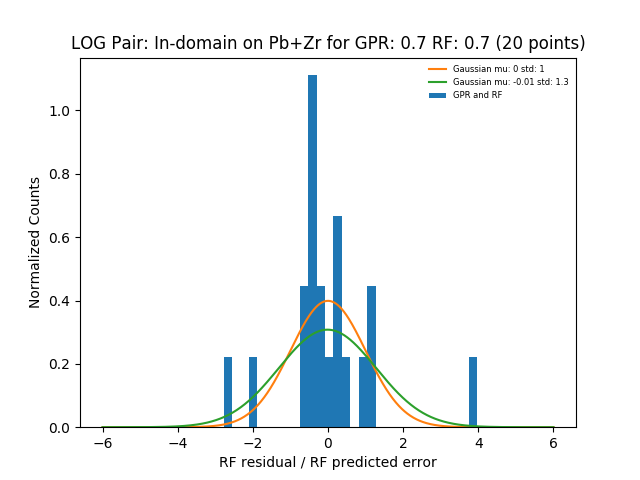 LOG Pair: In-domain on Pb+Zr for GPR: 0.7 RF: 0.7 (20 points)
Gaussian mu: 0 std: 1
Gaussian mu: -0.01 std: 1.3
GPR and RF
Normalized Counts
1.0
0.8
0.6
0.4
0.2
0.0
−6 −4 −2 0 2 4 6
RF residual / RF predicted error